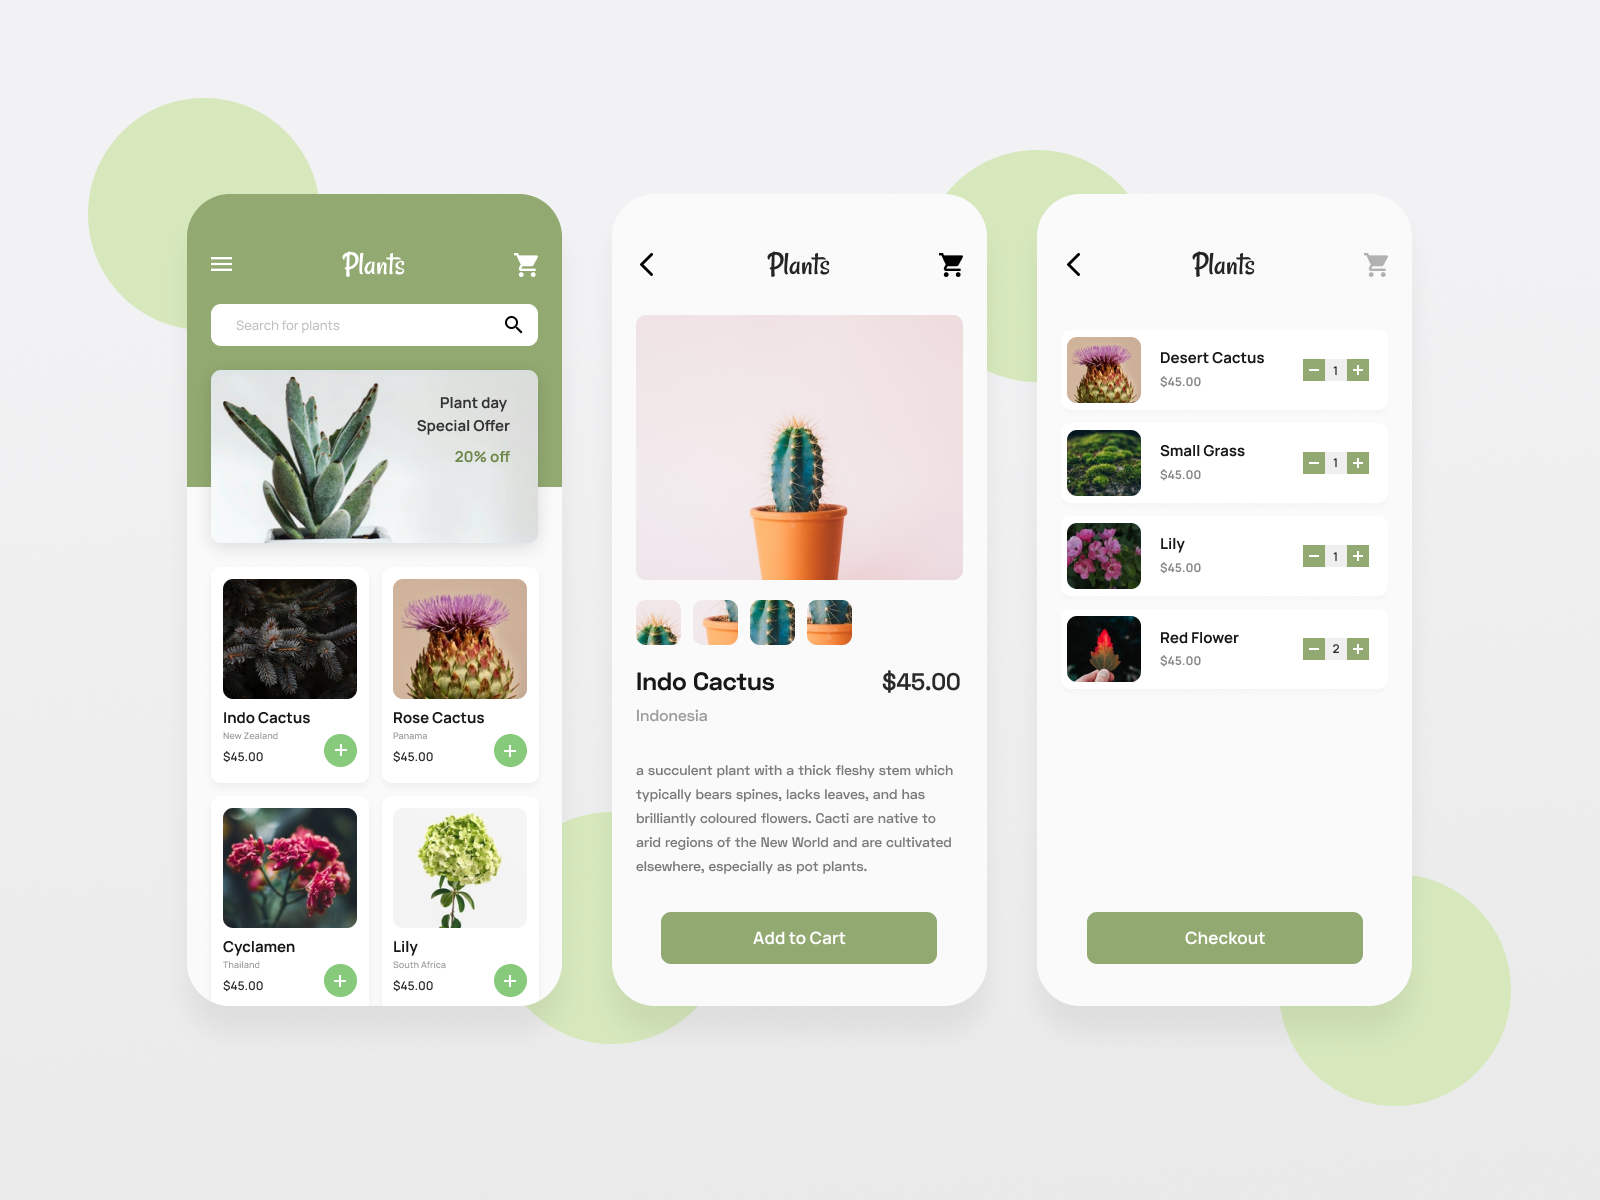 Plants
Search for plants
Plant day
Special Offer
20% off
Indo Cactus
New Zealand
$45.00
Rose Cactus
Panama
$45.00
Cyclamen
Thailand
$45.00
Lily
South Africa
$45.00
Plants
Indo Cactus
$45.00
Indonesia
a succulent plant with a thick fleshy stem which
typically bears spines, lacks leaves, and has
brilliantly coloured flowers. Cacti are native to
arid regions of the New World and are cultivated
elsewhere, especially as pot plants.
Add to Cart
Plants
Desert Cactus
$45.00
1
Small Grass
$45.00
1
Lily
$45.00
1
Red Flower
$45.00
2
Checkout